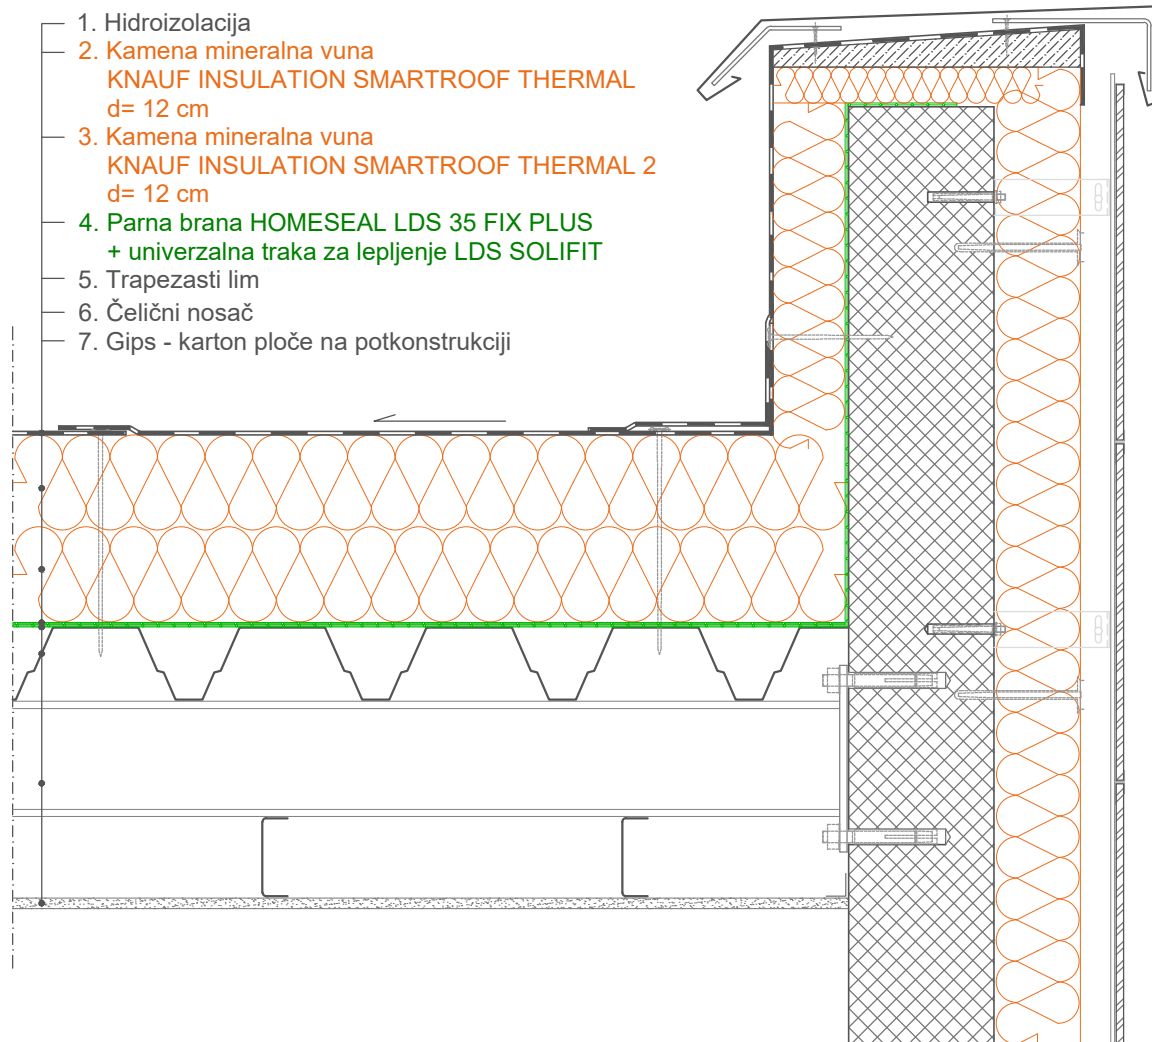 1. Hidroizolacija
2. Kamena mineralna vuna
KNAUF INSULATION SMARTROOF THERMAL
d= 12 cm
3. Kamena mineralna vuna
KNAUF INSULATION SMARTROOF THERMAL 2
d= 12 cm
4. Parna brana HOMESEAL LDS 35 FIX PLUS
+ univerzalna traka za lepljenje LDS SOLIFIT
5. Trapezasti lim
6. Čelični nosač
7. Gips - karton ploče na potkonstrukciji